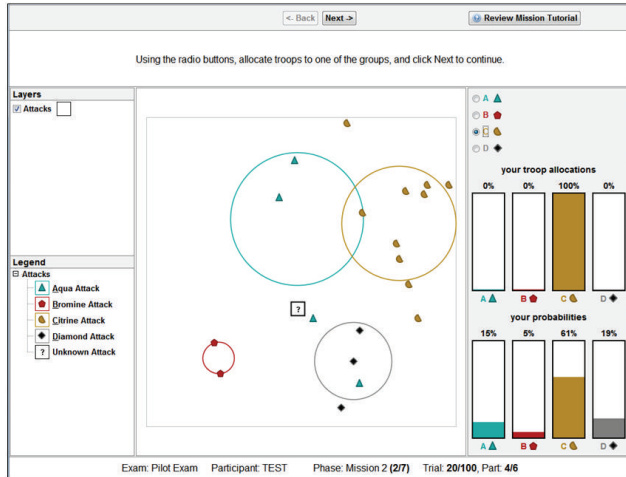 <- Back Next -> Review Mission Tutorial
Using the radio buttons, allocate troops to one of the groups, and click Next to continue.
Layers
Attacks
Legend
Attacks
Aqua Attack
Bromine Attack
Citrine Attack
Diamond Attack
? Unknown Attack
?
A
B
C
D
your troop allocations
0% 0% 100% 0%
A B C D
your probabilities
15% 5% 61% 19%
A B C D
Exam: Pilot Exam Participant: TEST Phase: Mission 2 (2/7) Trial: 20/100, Part: 4/6